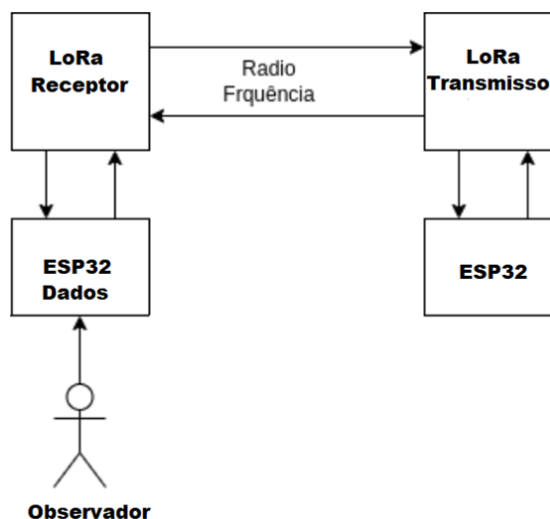 LoRa
Receptor
Radio
Frquência
LoRa
Transmisso
ESP32
Dados
ESP32
Observador